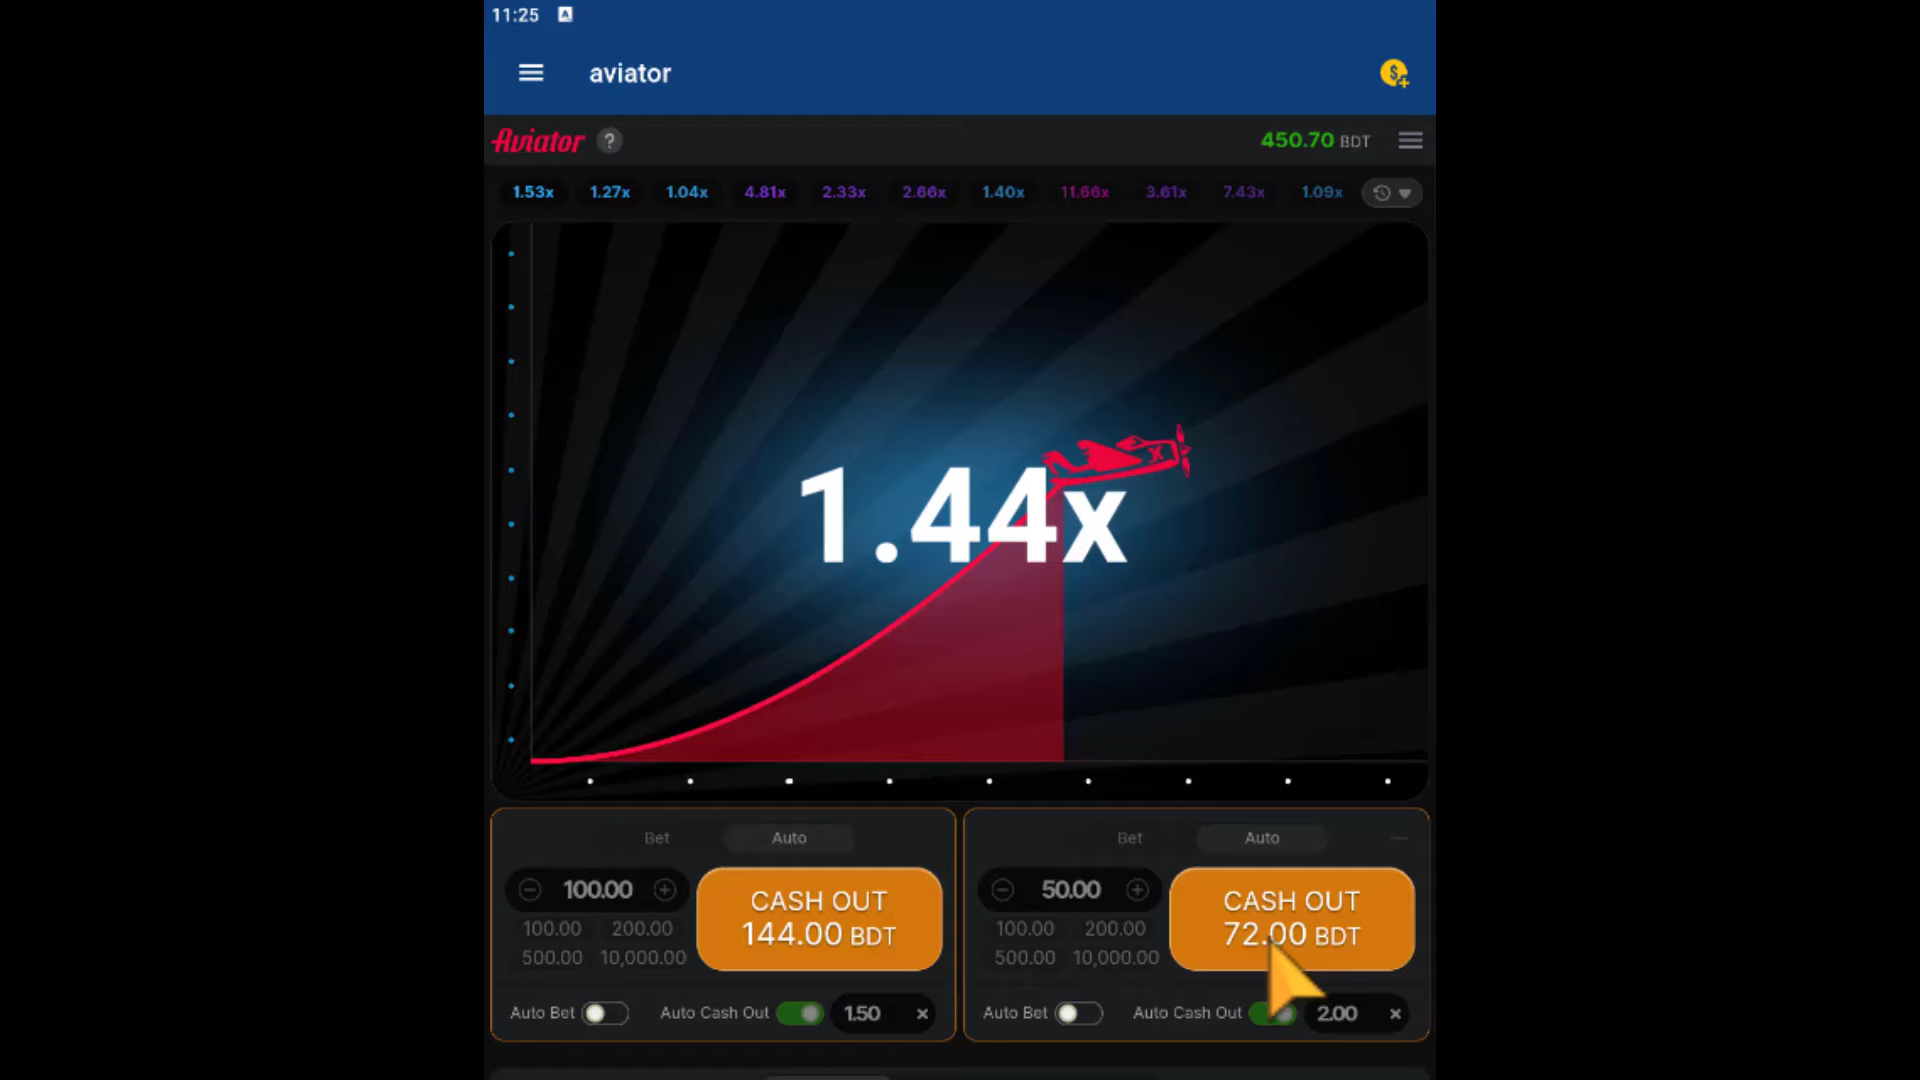 11:25 A
aviator
Aviator ? 450.70 BDT
1.53x 1.27x 1.04x 4.81x 2.33x 2.66x 1.40x 11.66x 3.61x 7.43x 1.09x
X
1.44x
Bet Auto
100.00
CASH OUT
144.00 BDT
100.00 200.00
500.00 10,000.00
Auto Bet Auto Cash Out 1.50
Bet Auto
50.00
CASH OUT
72.00 BDT
100.00 200.00
500.00 10,000.00
Auto Bet Auto Cash Out 2.00